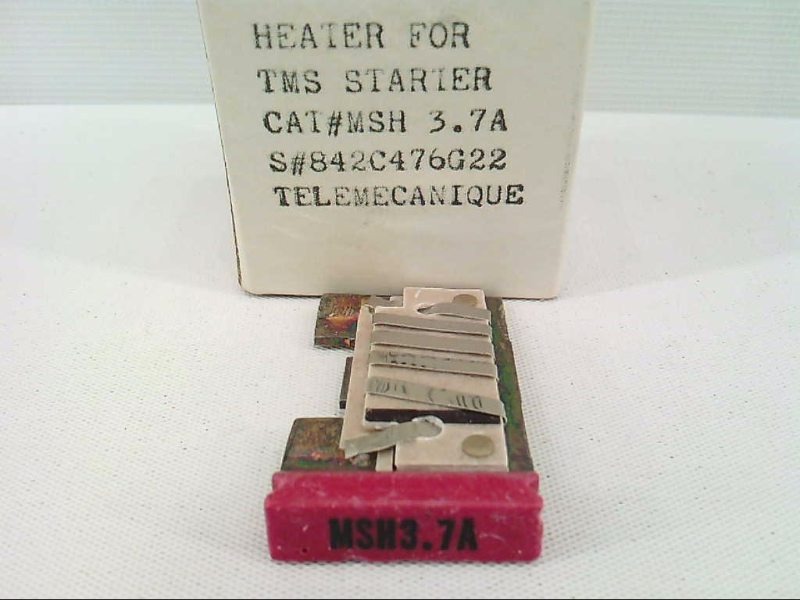 HEATER FOR
TMS STARTER
CAT#MSH 3.7A
S#842C476G22
TELEMECANIQUE
MSH3.7A